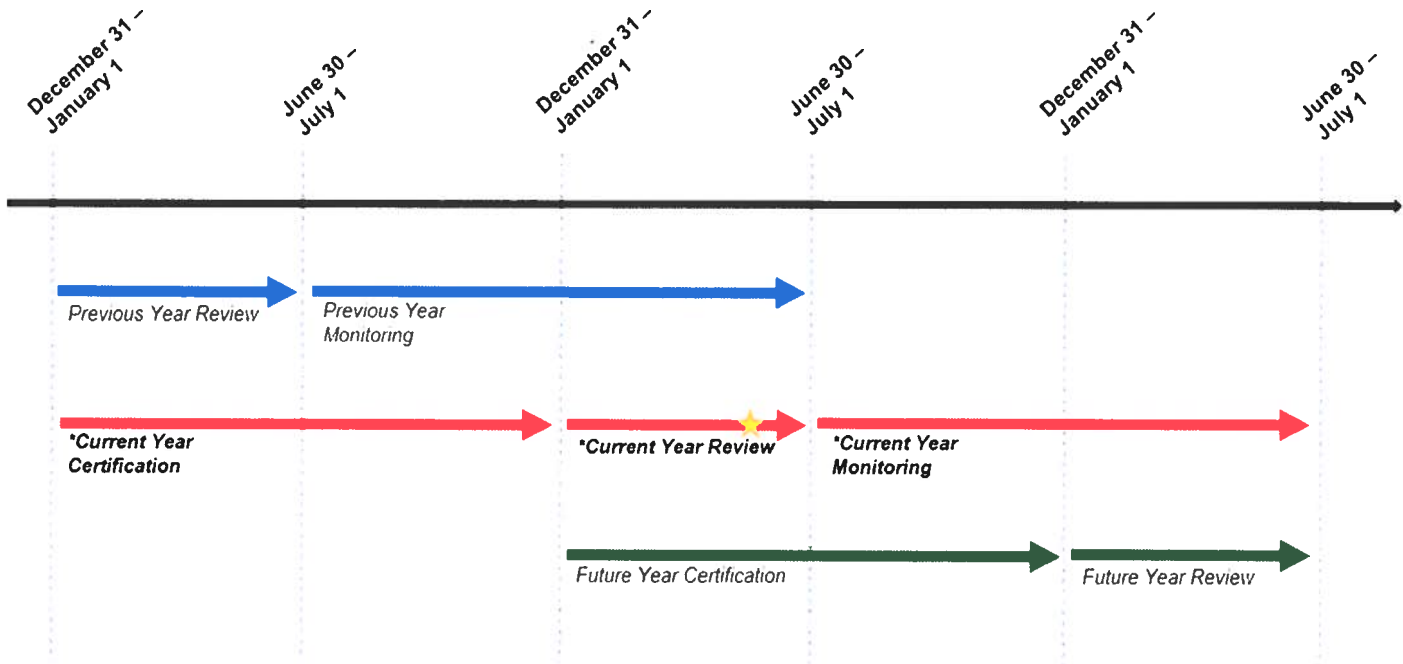 December 31 –
January 1
June 30 –
July 1
December 31 –
January 1
June 30 –
July 1
December 31 –
January 1
June 30 –
July 1
Previous Year Review
Previous Year
Monitoring
*Current Year
Certification
*Current Year Review
*Current Year
Monitoring
Future Year Certification
Future Year Review